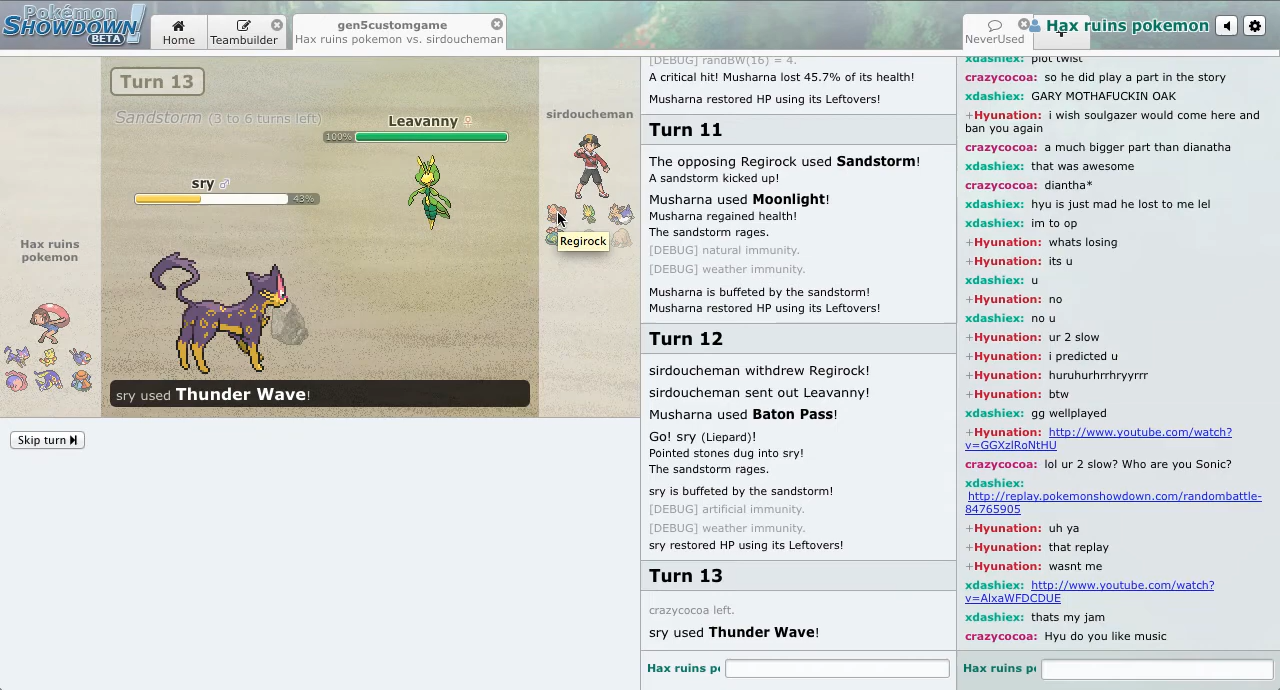 Pokémon
SHOWDOWN!
BETA
Home
Teambuilder
gen5customgame
Hax ruins pokemon vs. sirdoucheman
NeverUsed
Hax ruins pokemon
Turn 13
Sandstorm (3 to 6 turns left)
Leavanny ♀
100%
sry ♂
43%
sirdoucheman
Regirock
Hax ruins
pokemon
sry used Thunder Wave!
Skip turn
[DEBUG] randBW(16) = 4.
A critical hit! Musharna lost 45.7% of its health!
Musharna restored HP using its Leftovers!
Turn 11
The opposing Regirock used Sandstorm!
A sandstorm kicked up!
Musharna used Moonlight!
Musharna regained health!
The sandstorm rages.
[DEBUG] natural immunity.
[DEBUG] weather immunity.
Musharna is buffeted by the sandstorm!
Musharna restored HP using its Leftovers!
Turn 12
sirdoucheman withdrew Regirock!
sirdoucheman sent out Leavanny!
Musharna used Baton Pass!
Go! sry (Liepard)!
Pointed stones dug into sry!
The sandstorm rages.
sry is buffeted by the sandstorm!
[DEBUG] artificial immunity.
[DEBUG] weather immunity.
sry restored HP using its Leftovers!
Turn 13
crazycocoa left.
sry used Thunder Wave!
Hax ruins p
xdashiex: plot twist
crazycocoa: so he did play a part in the story
xdashiex: GARY MOTHAFUCKIN OAK
+Hyunation: i wish soulgazer would come here and
ban you again
crazycocoa: a much bigger part than dianatha
xdashiex: that was awesome
crazycocoa: diantha*
xdashiex: hyu is just mad he lost to me lel
xdashiex: im to op
+Hyunation: whats losing
+Hyunation: its u
xdashiex: u
+Hyunation: no
xdashiex: no u
+Hyunation: ur 2 slow
+Hyunation: i predicted u
+Hyunation: huruhurhrrhryyrrr
+Hyunation: btw
xdashiex: gg wellplayed
+Hyunation: http://www.youtube.com/watch?
v=GGXzlRoNtHU
crazycocoa: lol ur 2 slow? Who are you Sonic?
xdashiex:
http://replay.pokemonshowdown.com/randombattle-
84765905
+Hyunation: uh ya
+Hyunation: that replay
+Hyunation: wasnt me
xdashiex: http://www.youtube.com/watch?
v=AlxaWFDCDUE
xdashiex: thats my jam
crazycocoa: Hyu do you like music
Hax ruins p